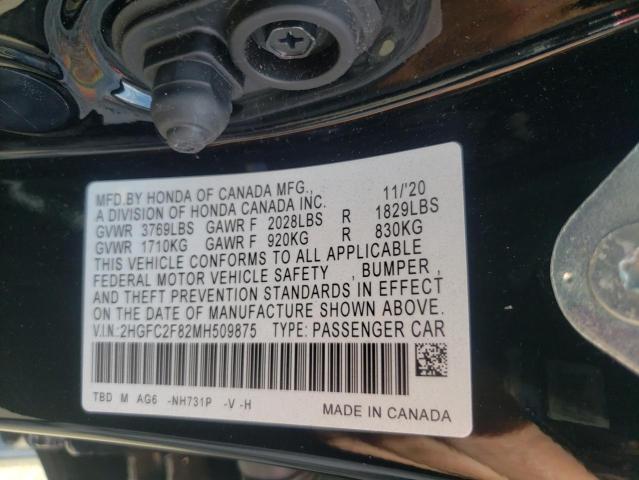 MFD.BY HONDA OF CANADA MFG., 11/'20
A DIVISION OF HONDA CANADA INC.
GVWR 3769LBS GAWR F 2028LBS R 1829LBS
GVWR 1710KG GAWR F 920KG R 830KG
THIS VEHICLE CONFORMS TO ALL APPLICABLE
FEDERAL MOTOR VEHICLE SAFETY , BUMPER ,
AND THEFT PREVENTION STANDARDS IN EFFECT
ON THE DATE OF MANUFACTURE SHOWN ABOVE.
V.I.N.:2HGFC2F82MH509875 TYPE: PASSENGER CAR
TBD M AG6 -NH731P -V -H
MADE IN CANADA